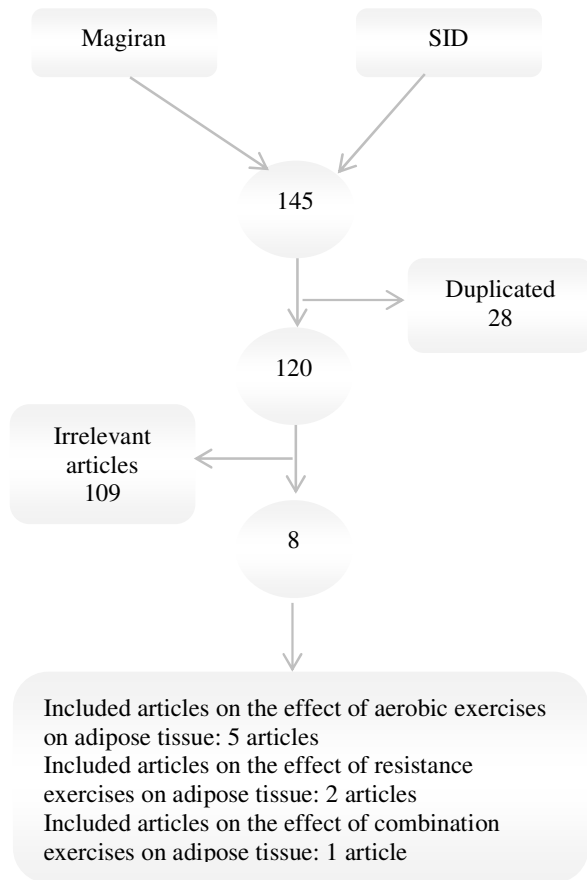 Magiran
SID
145
Duplicated
28
120
Irrelevant
articles
109
8
Included articles on the effect of aerobic exercises
on adipose tissue: 5 articles
Included articles on the effect of resistance
exercises on adipose tissue: 2 articles
Included articles on the effect of combination
exercises on adipose tissue: 1 article